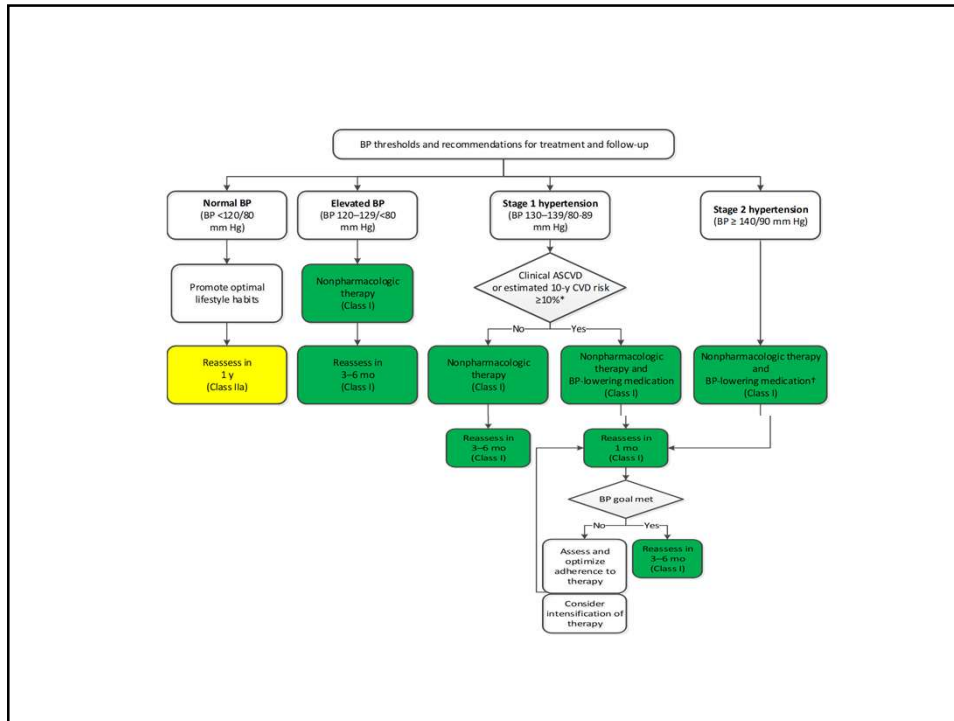 BP thresholds and recommendations for treatment and follow-up
Normal BP
(BP <120/80
mm Hg)
Elevated BP
(BP 120–129/<80
mm Hg)
Stage 1 hypertension
(BP 130–139/80-89
mm Hg)
Stage 2 hypertension
(BP ≥ 140/90 mm Hg)
Promote optimal
lifestyle habits
Nonpharmacologic
therapy
(Class I)
Clinical ASCVD
or estimated 10-y CVD risk
≥10%*
No
Yes
Reassess in
1 y
(Class IIa)
Reassess in
3–6 mo
(Class I)
Nonpharmacologic
therapy
(Class I)
Nonpharmacologic
therapy and
BP-lowering medication
(Class I)
Nonpharmacologic therapy
and
BP-lowering medication†
(Class I)
Reassess in
3–6 mo
(Class I)
Reassess in
1 mo
(Class I)
BP goal met
No
Yes
Assess and
optimize
adherence to
therapy
Reassess in
3–6 mo
(Class I)
Consider
intensification of
therapy